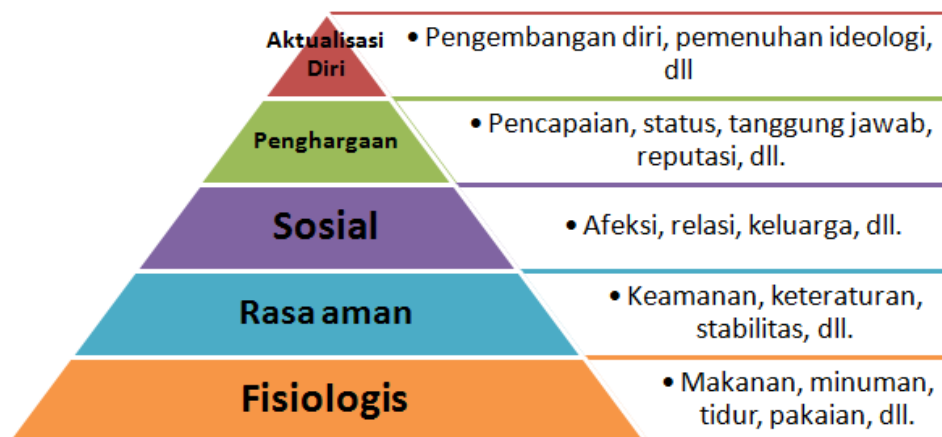 Aktualisasi
Diri
• Pengembangan diri, pemenuhan ideologi,
dll
Penghargaan
• Pencapaian, status, tanggung jawab,
reputasi, dll.
Sosial
• Afeksi, relasi, keluarga, dll.
Rasa aman
• Keamanan, keteraturan,
stabilitas, dll.
Fisiologis
• Makanan, minuman,
tidur, pakaian, dll.